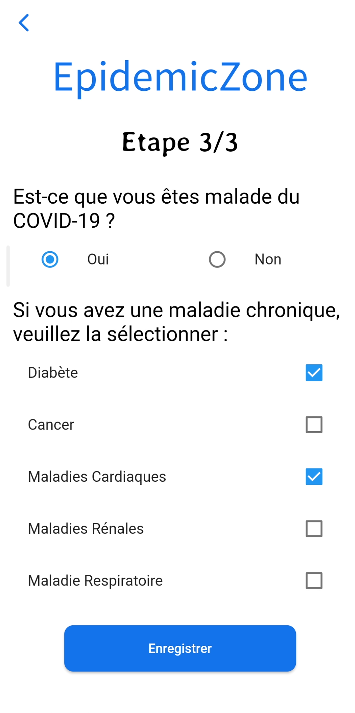 EpidemicZone
Etape 3/3
Est-ce que vous êtes malade du
COVID-19 ?
Oui Non
Si vous avez une maladie chronique,
veuillez la sélectionner :
Diabète
Cancer
Maladies Cardiaques
Maladies Rénales
Maladie Respiratoire
Enregistrer